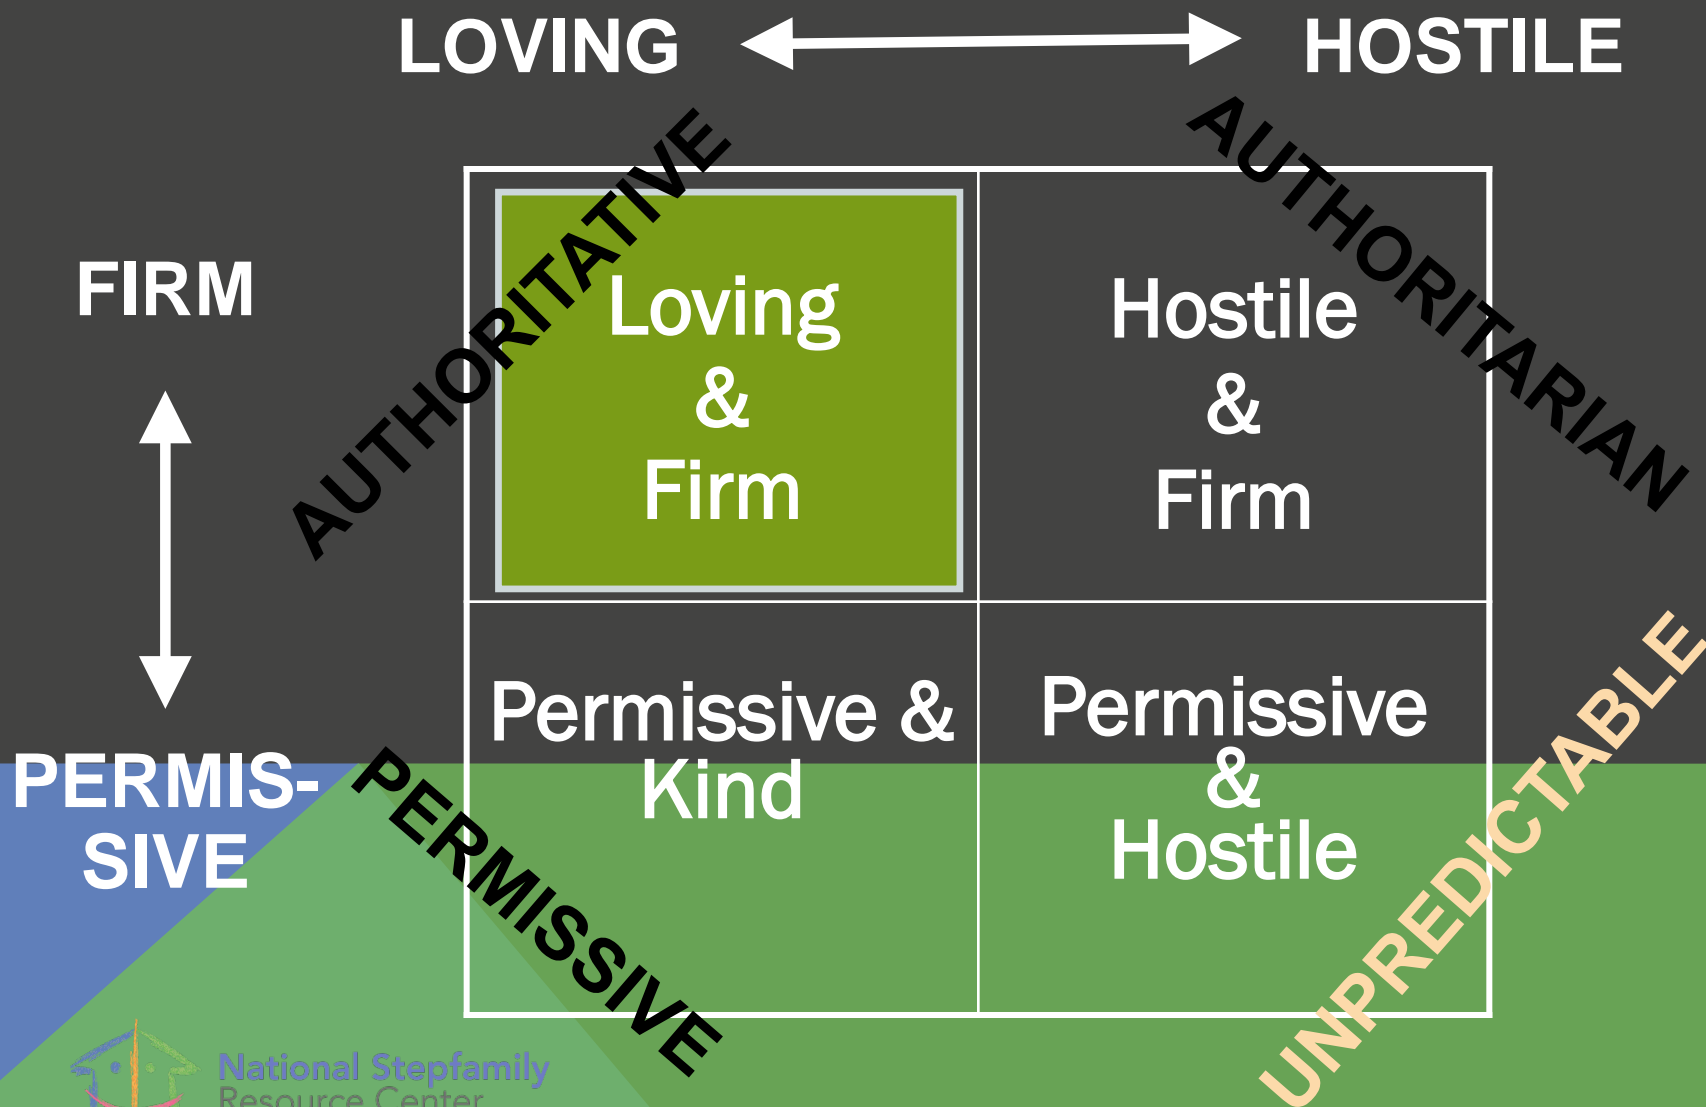 LOVING
HOSTILE
AUTHORITATIVE
AUTHORITARIAN
FIRM
Loving
&
Firm
Hostile
&
Firm
PERMIS-
SIVE
Permissive &
Kind
Permissive
&
Hostile
PERMISSIVE
UNPREDICTABLE
National Stepfamily
Resource Center